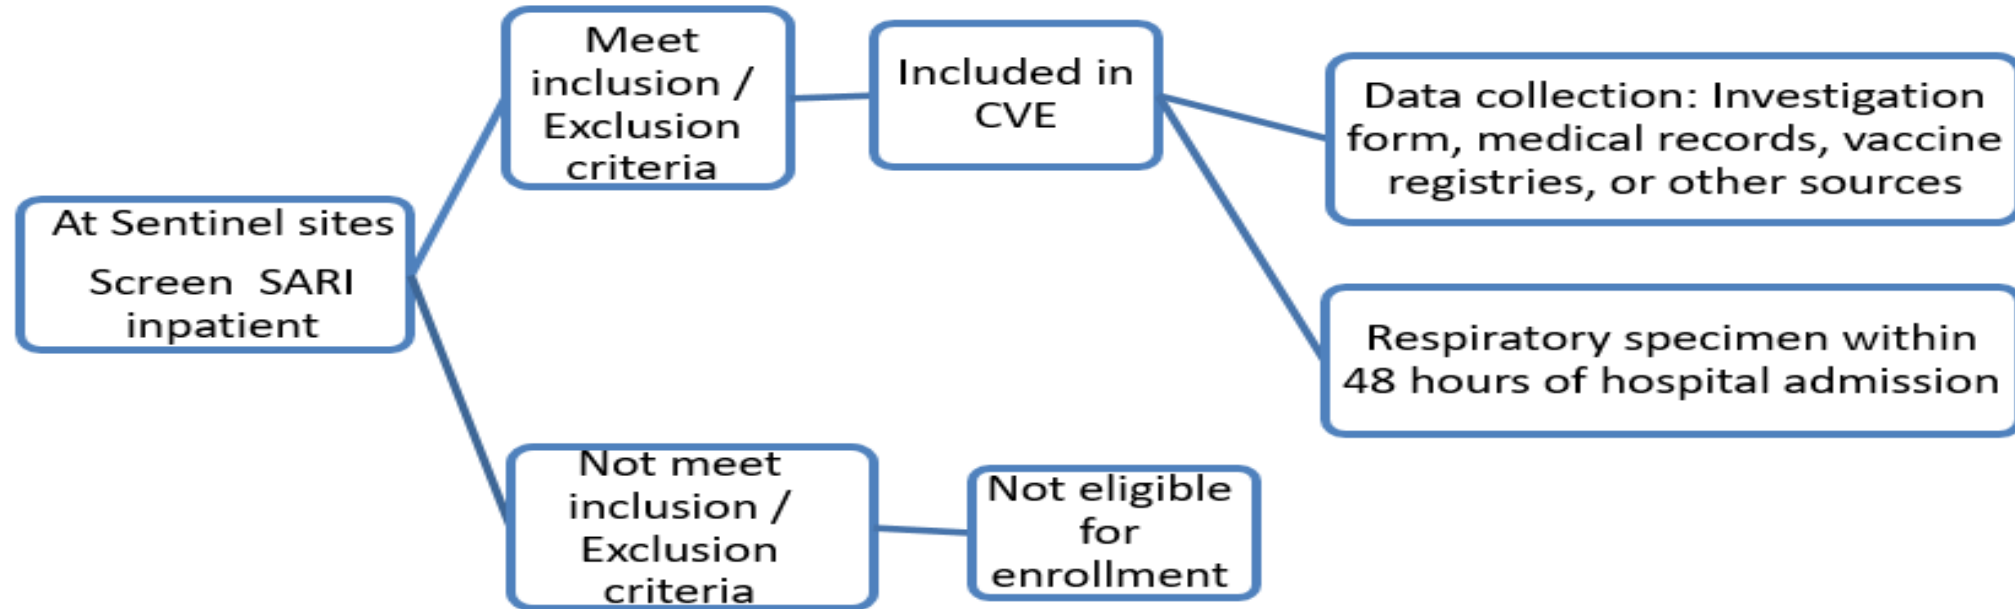 At Sentinel sites
Screen SARI
inpatient
Meet
inclusion /
Exclusion
criteria
Included in
CVE
Data collection: Investigation
form, medical records, vaccine
registries, or other sources
Respiratory specimen within
48 hours of hospital admission
Not meet
inclusion /
Exclusion
criteria
Not eligible
for
enrollment